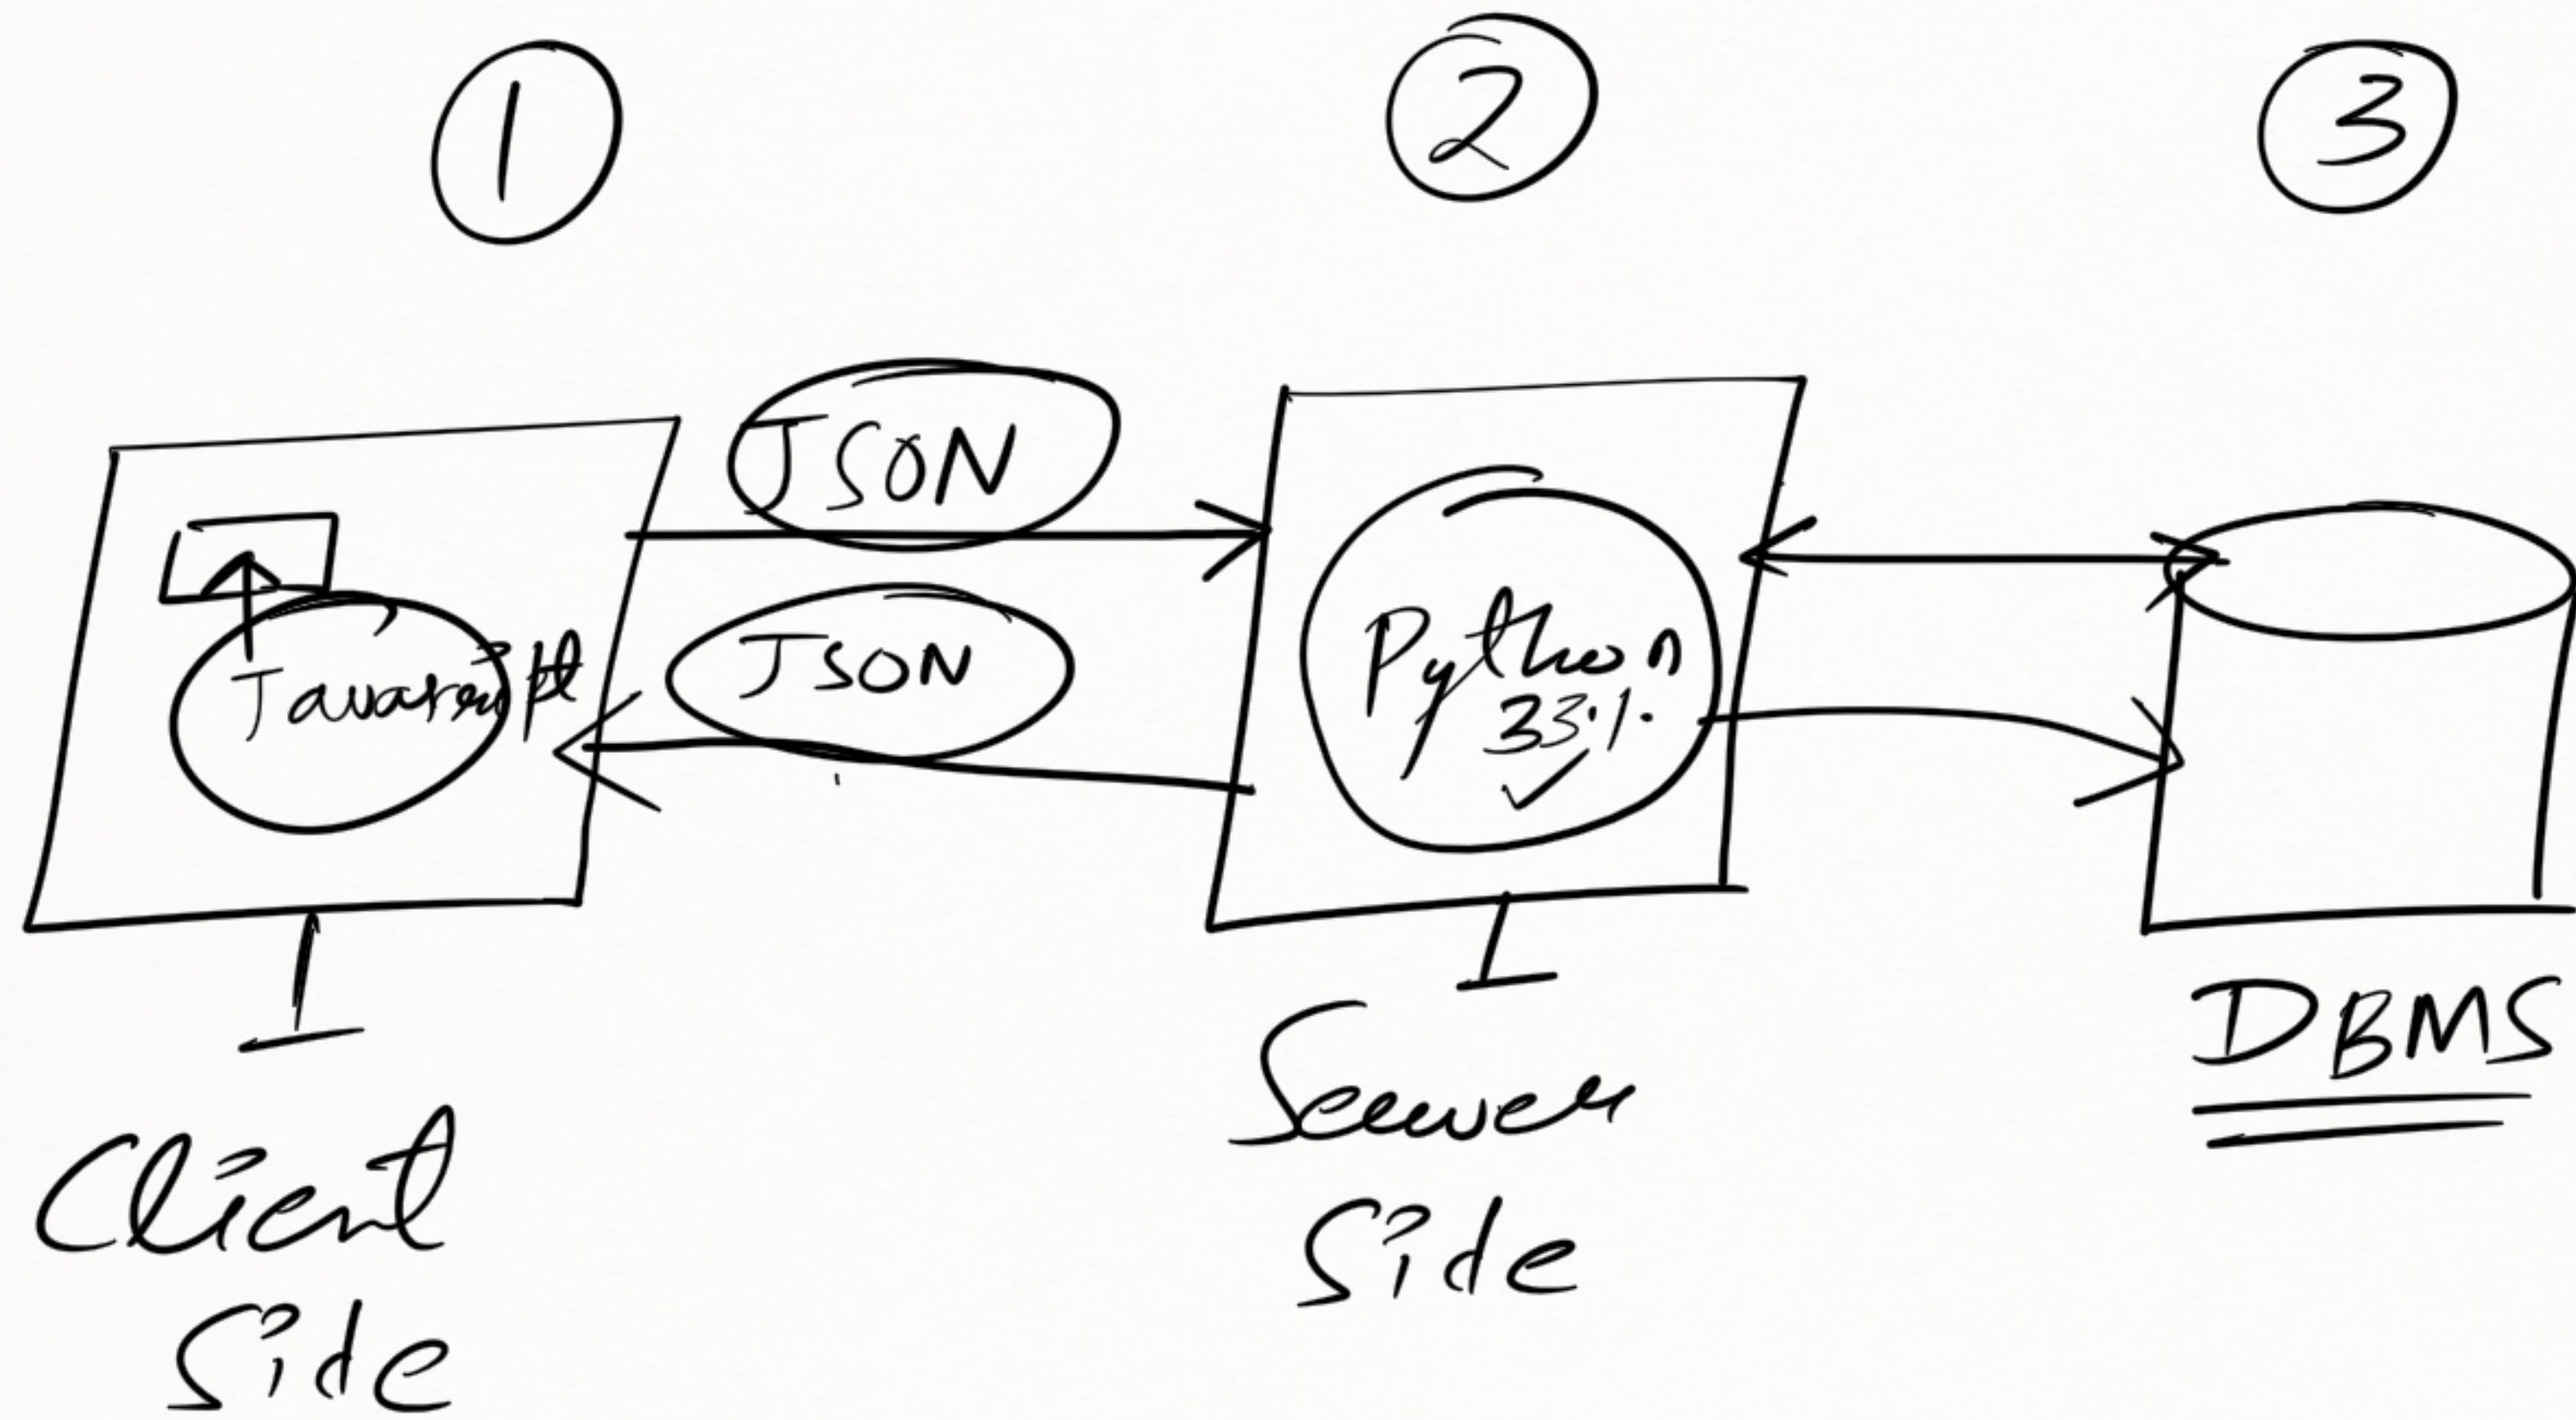 1
2
3
JSON
JSON
Javascript
Python
33%
✓
Client
Side
Server
Side
DBMS